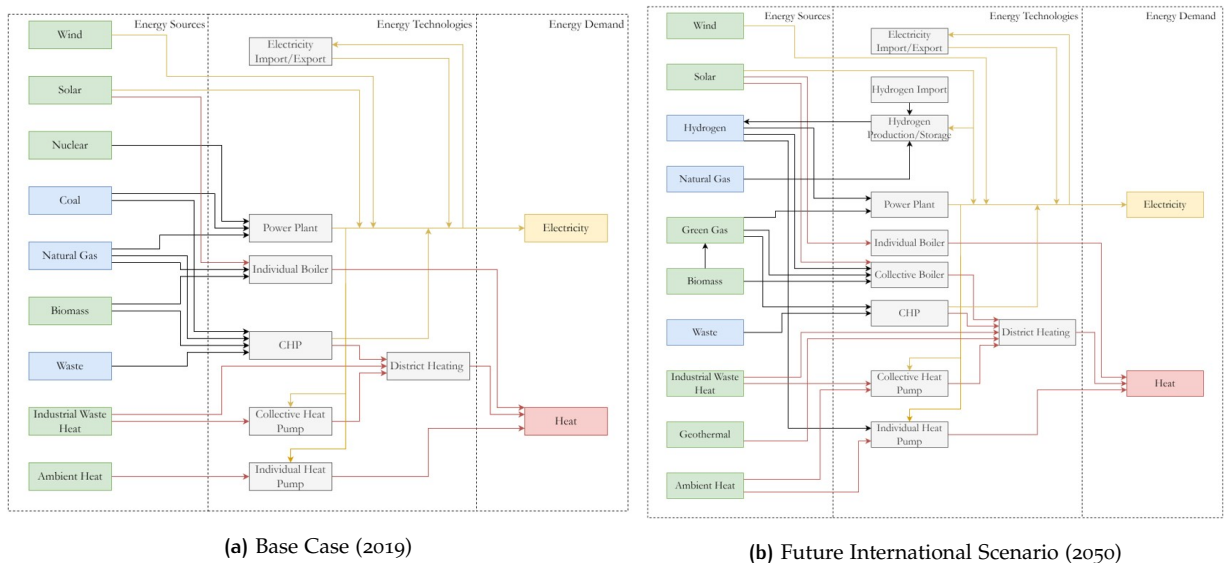 Energy Sources
Energy Technologies
Energy Demand
Wind
Electricity
Import/Export
Solar
Nuclear
Coal
Power Plant
Electricity
Natural Gas
Individual Boiler
Biomass
CHP
Waste
District Heating
Industrial Waste
Heat
Collective Heat
Pump
Heat
Ambient Heat
Individual Heat
Pump
(a) Base Case (2019)
Energy Sources
Energy Technologies
Energy Demand
Wind
Electricity
Import/Export
Solar
Hydrogen Import
Hydrogen
Hydrogen
Production/Storage
Natural Gas
Power Plant
Electricity
Green Gas
Individual Boiler
Biomass
Collective Boiler
CHP
Waste
District Heating
Industrial Waste
Heat
Collective Heat
Pump
Heat
Geothermal
Individual Heat
Pump
Ambient Heat
(b) Future International Scenario (2050)